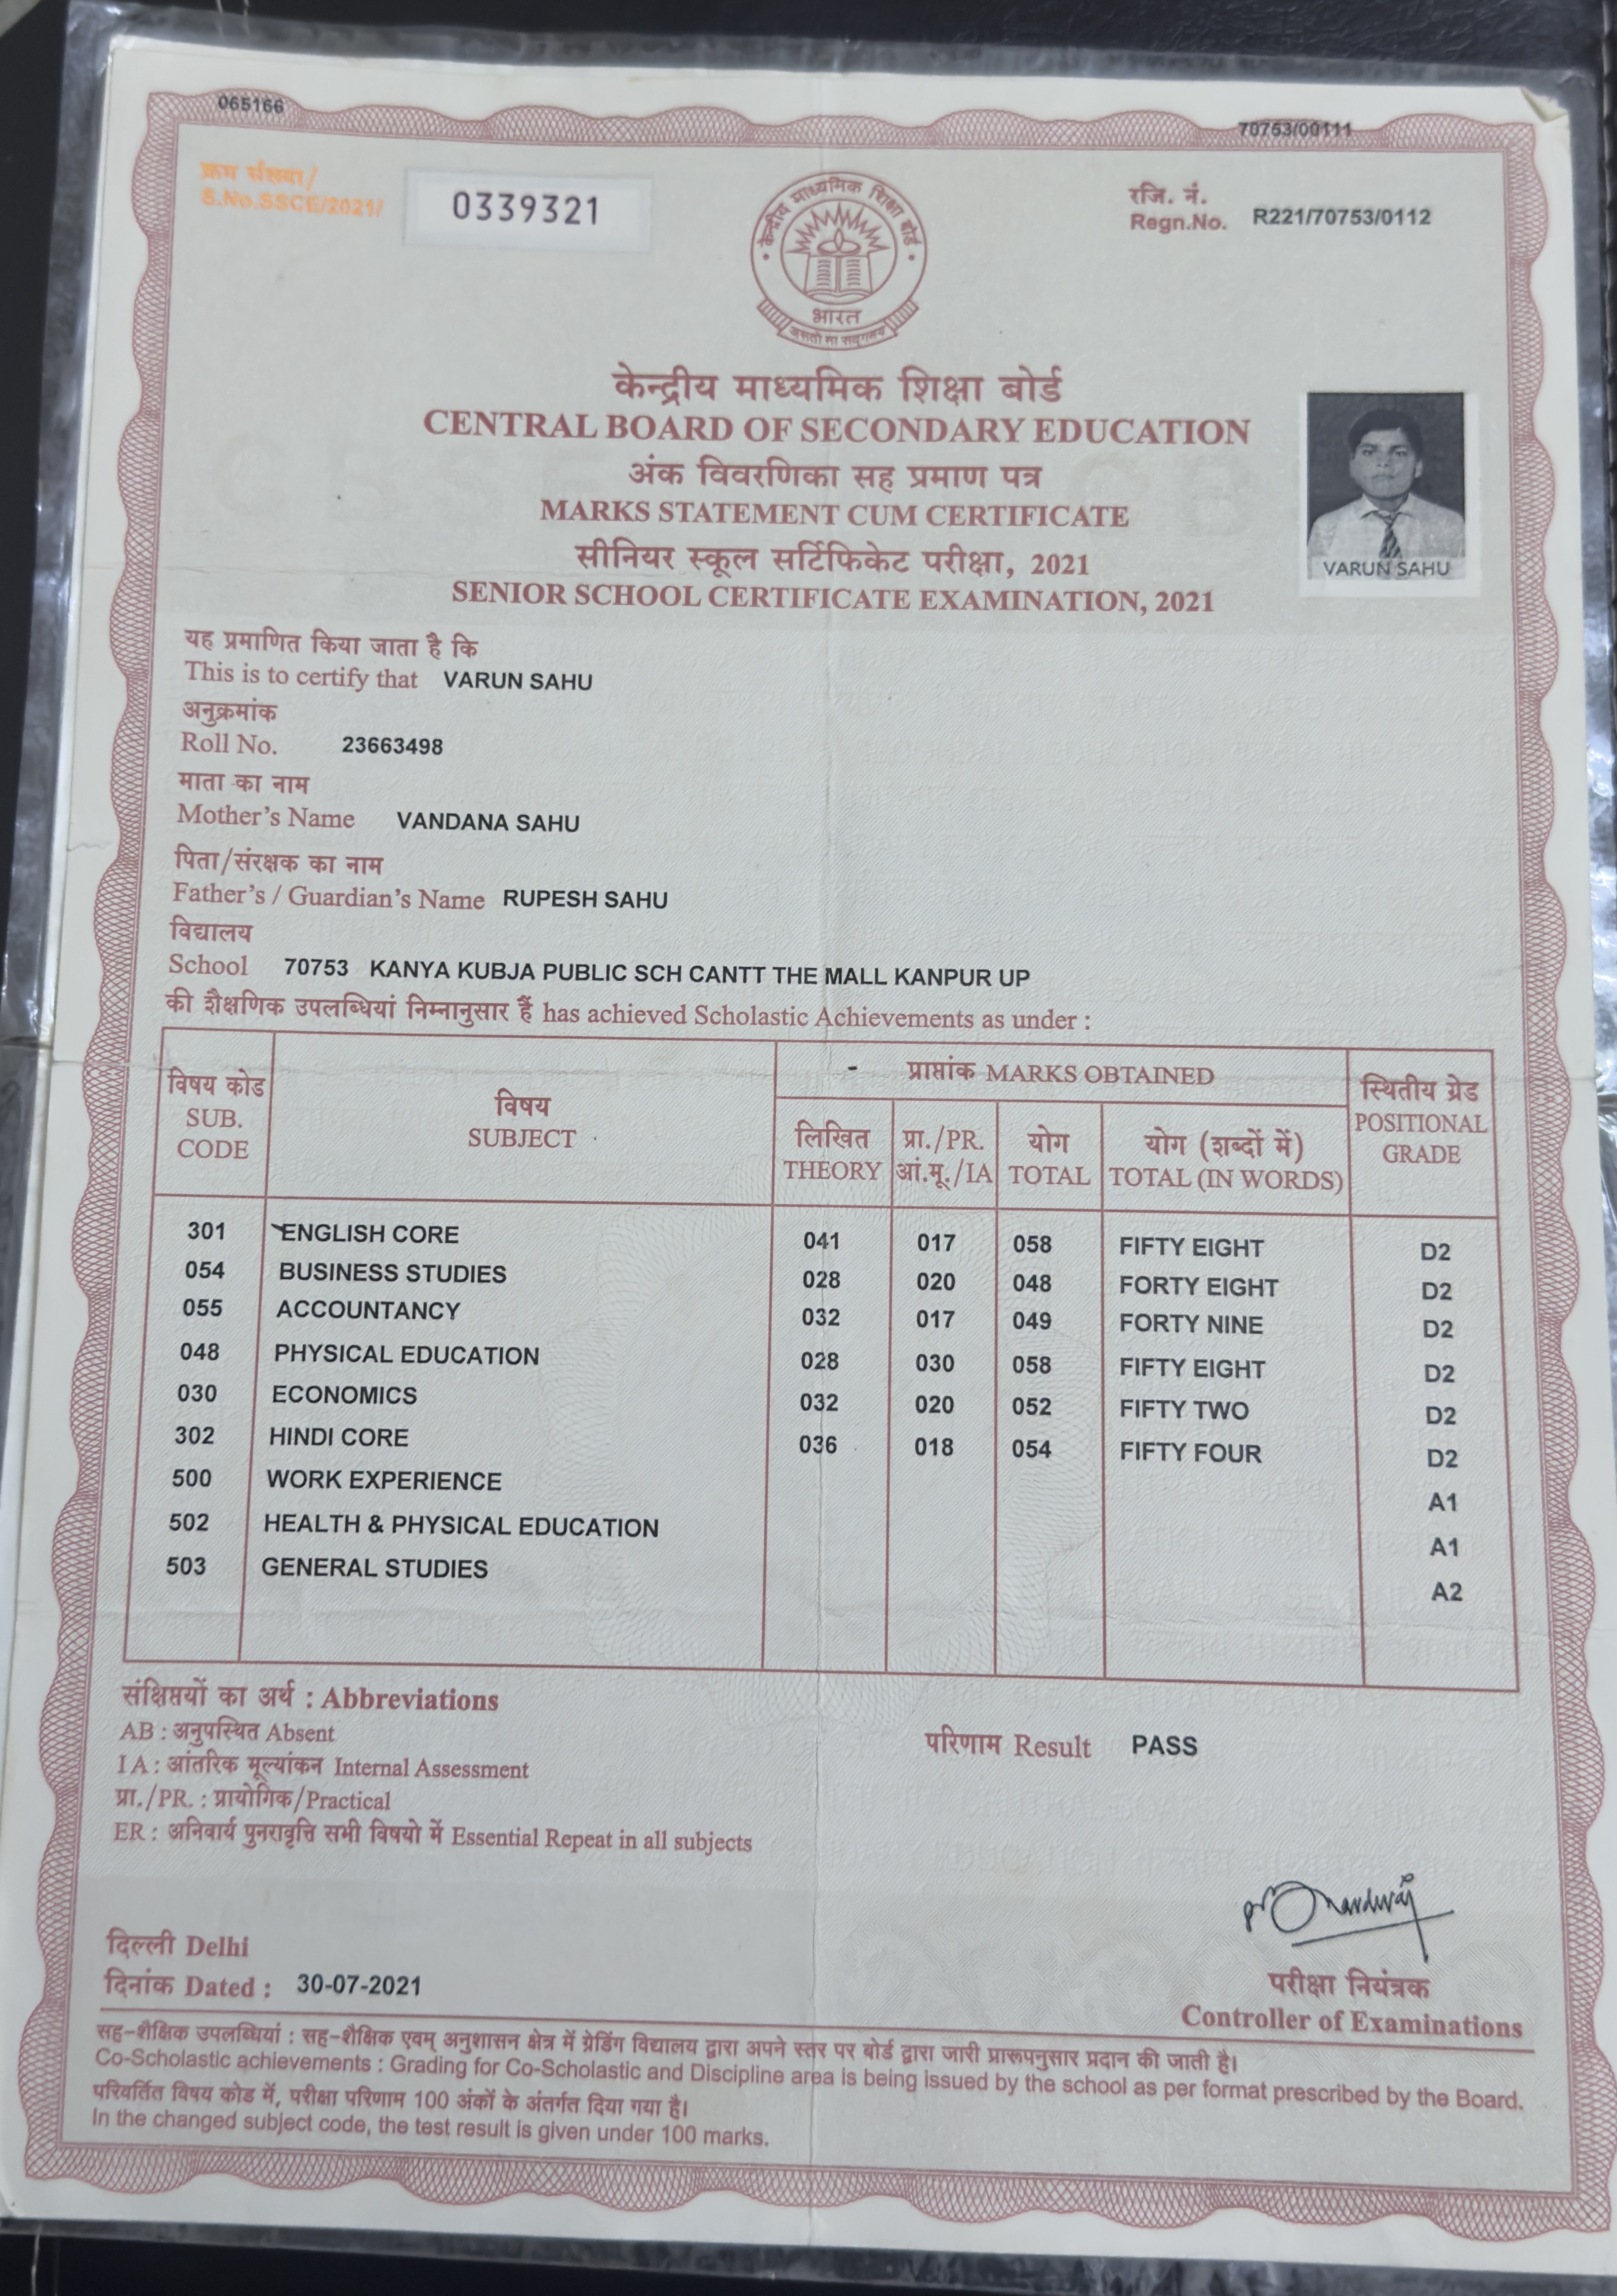 065166
70753/00111
क्रम संख्या/
S.No.SSCE/2021/ 0339321
रजि. नं.
Regn.No. R221/70753/0112
केन्द्रीय माध्यमिक शिक्षा बोर्ड
भारत
असतो मा सद्गमय
केन्द्रीय माध्यमिक शिक्षा बोर्ड
CENTRAL BOARD OF SECONDARY EDUCATION
अंक विवरणिका सह प्रमाण पत्र
MARKS STATEMENT CUM CERTIFICATE
सीनियर स्कूल सर्टिफिकेट परीक्षा, 2021
SENIOR SCHOOL CERTIFICATE EXAMINATION, 2021
VARUN SAHU
यह प्रमाणित किया जाता है कि
This is to certify that VARUN SAHU
अनुक्रमांक
Roll No. 23663498
माता का नाम
Mother's Name VANDANA SAHU
पिता/संरक्षक का नाम
Father's / Guardian's Name RUPESH SAHU
विद्यालय
School 70753 KANYA KUBJA PUBLIC SCH CANTT THE MALL KANPUR UP
की शैक्षणिक उपलब्धियां निम्नानुसार हैं has achieved Scholastic Achievements as under :
विषय कोड SUB. CODE
विषय SUBJECT
प्राप्तांक MARKS OBTAINED
लिखित THEORY
प्रा./PR. आं.मू./IA
योग TOTAL
योग (शब्दों में) TOTAL (IN WORDS)
स्थितीय ग्रेड POSITIONAL GRADE
301 ENGLISH CORE 041 017 058 FIFTY EIGHT D2
054 BUSINESS STUDIES 028 020 048 FORTY EIGHT D2
055 ACCOUNTANCY 032 017 049 FORTY NINE D2
048 PHYSICAL EDUCATION 028 030 058 FIFTY EIGHT D2
030 ECONOMICS 032 020 052 FIFTY TWO D2
302 HINDI CORE 036 018 054 FIFTY FOUR D2
500 WORK EXPERIENCE A1
502 HEALTH & PHYSICAL EDUCATION A1
503 GENERAL STUDIES A2
संक्षिप्तयों का अर्थ : Abbreviations
AB : अनुपस्थित Absent
IA : आंतरिक मूल्यांकन Internal Assessment
प्रा./PR. : प्रायोगिक/Practical
ER : अनिवार्य पुनरावृत्ति सभी विषयो में Essential Repeat in all subjects
परिणाम Result PASS
दिल्ली Delhi
दिनांक Dated : 30-07-2021
परीक्षा नियंत्रक
Controller of Examinations
सह-शैक्षिक उपलब्धियां : सह-शैक्षिक एवम् अनुशासन क्षेत्र में ग्रेडिंग विद्यालय द्वारा अपने स्तर पर बोर्ड द्वारा जारी प्रारूपनुसार प्रदान की जाती है।
Co-Scholastic achievements : Grading for Co-Scholastic and Discipline area is being issued by the school as per format prescribed by the Board.
परिवर्तित विषय कोड में, परीक्षा परिणाम 100 अंकों के अंतर्गत दिया गया है।
In the changed subject code, the test result is given under 100 marks.